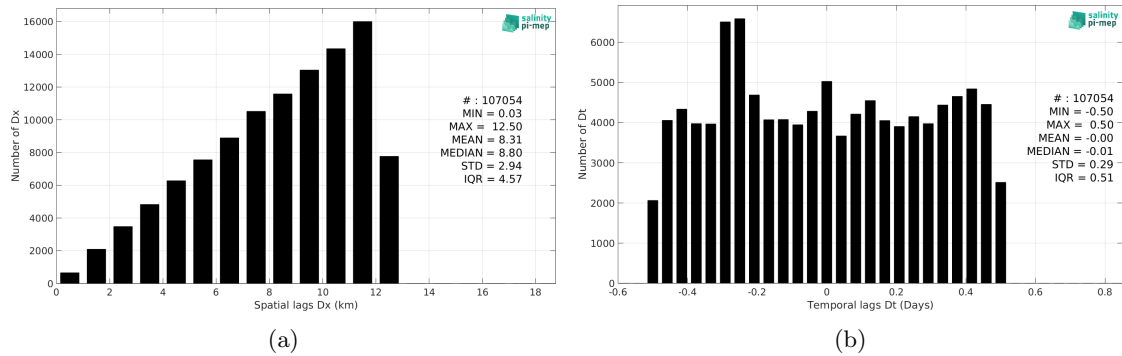 salinity
pi-mep
16000
14000
12000
10000
8000
6000
4000
2000
0
Number of Dx
# : 107054
MIN = 0.03
MAX = 12.50
MEAN = 8.31
MEDIAN = 8.80
STD = 2.94
IQR = 4.57
0 2 4 6 8 10 12 14 16 18
Spatial lags Dx (km)
(a)
salinity
pi-mep
6000
5000
4000
3000
2000
1000
0
Number of Dt
# : 107054
MIN = -0.50
MAX = 0.50
MEAN = -0.00
MEDIAN = -0.01
STD = 0.29
IQR = 0.51
-0.6 -0.4 -0.2 0 0.2 0.4 0.6 0.8
Temporal lags Dt (Days)
(b)